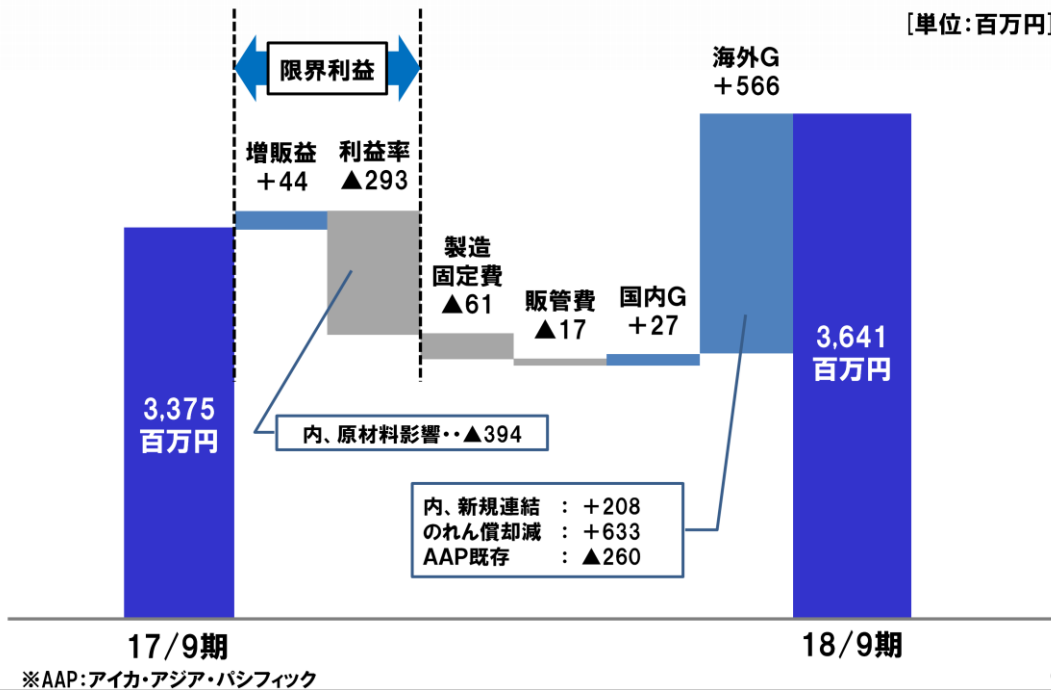 [単位:百万円]
限界利益
増販益
+44
利益率
▲293
製造
固定費
▲61
販管費
▲17
国内G
+27
海外G
+566
3,375
百万円
3,641
百万円
内、原材料影響・・▲394
内、新規連結 : +208
のれん償却減 : +633
AAP既存 : ▲260
17/9期
18/9期
※AAP:アイカ・アジア・パシフィック